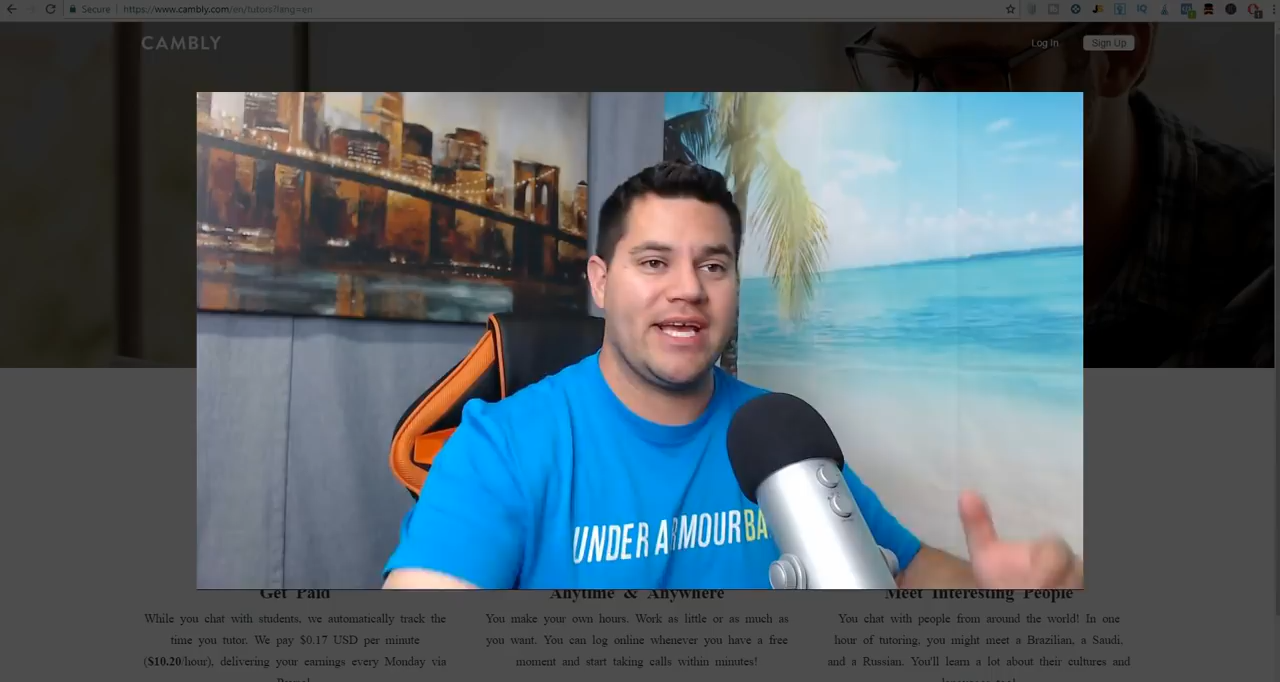 Secure
https://www.cambly.com/en/tutors?lang=en
CAMBLY
Log In
Sign Up
UNDER ARMOUR BA
Get Paid
While you chat with students, we automatically track the
time you tutor. We pay $0.17 USD per minute
($10.20/hour), delivering your earnings every Monday via
Anytime & Anywhere
You make your own hours. Work as little or as much as
you want. You can log online whenever you have a free
moment and start taking calls within minutes!
Meet Interesting People
You chat with people from around the world! In one
hour of tutoring, you might meet a Brazilian, a Saudi,
and a Russian. You'll learn a lot about their cultures and